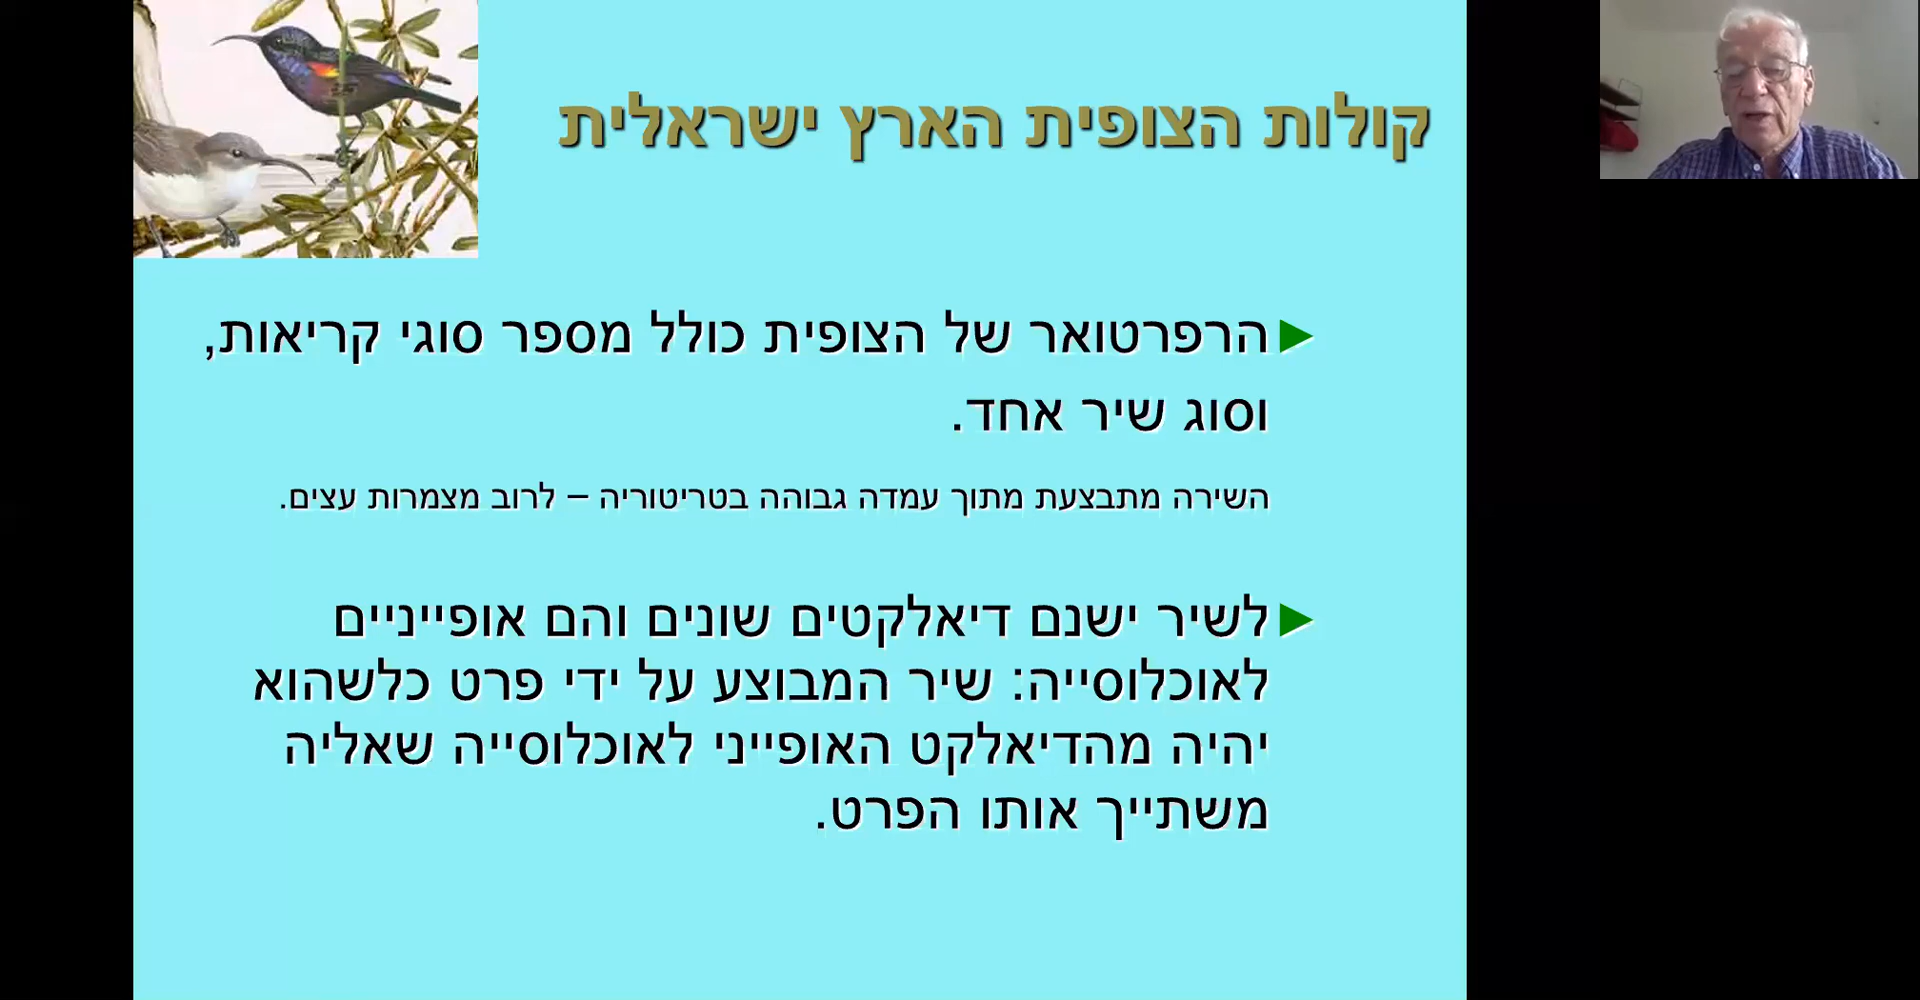 קולות הצופית הארץ ישראלית
הרפרטואר של הצופית כולל מספר סוגי קריאות,
וסוג שיר אחד.
השירה מתבצעת מתוך עמדה גבוהה בטריטוריה – לרוב מצמרות עצים.
לשיר ישנם דיאלקטים שונים והם אופייניים
לאוכלוסייה: שיר המבוצע על ידי פרט כלשהוא
יהיה מהדיאלקט האופייני לאוכלוסייה שאליה
משתייך אותו הפרט.